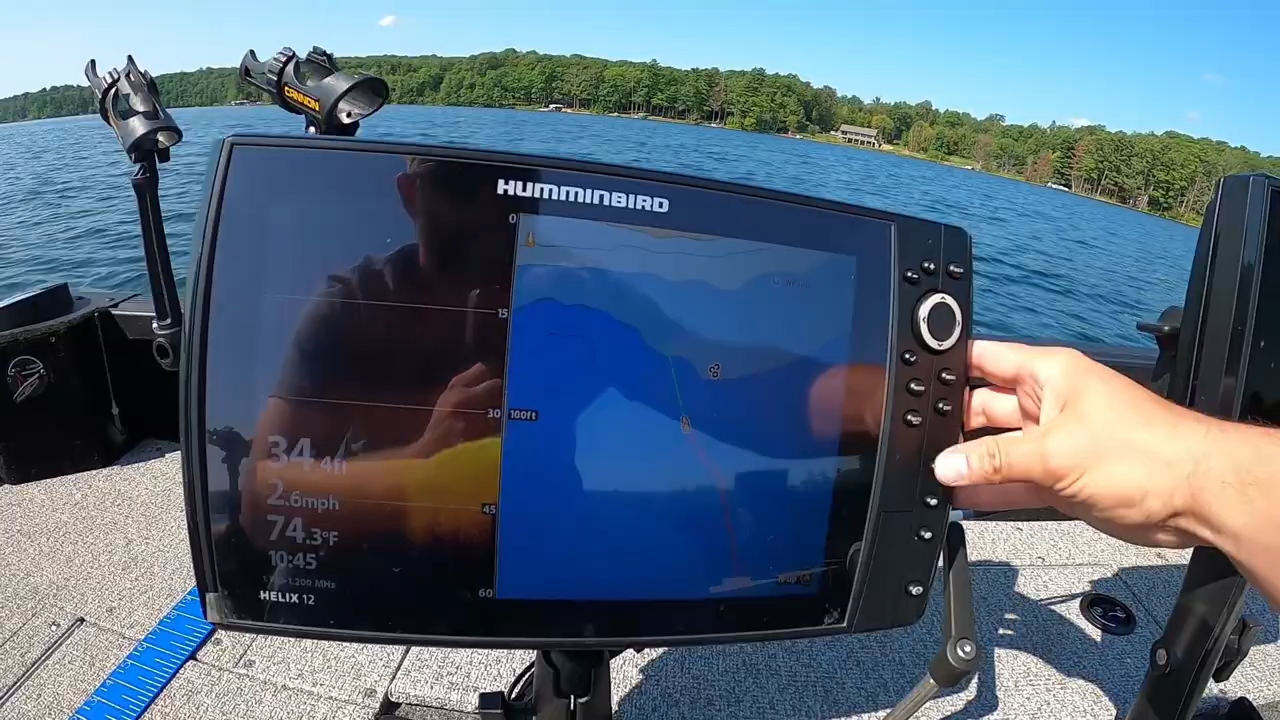 CANNON
HUMMINBIRD
0
15
30
100ft
45
60
34.4ft
2.6mph
74.3°F
10:45
HELIX 12